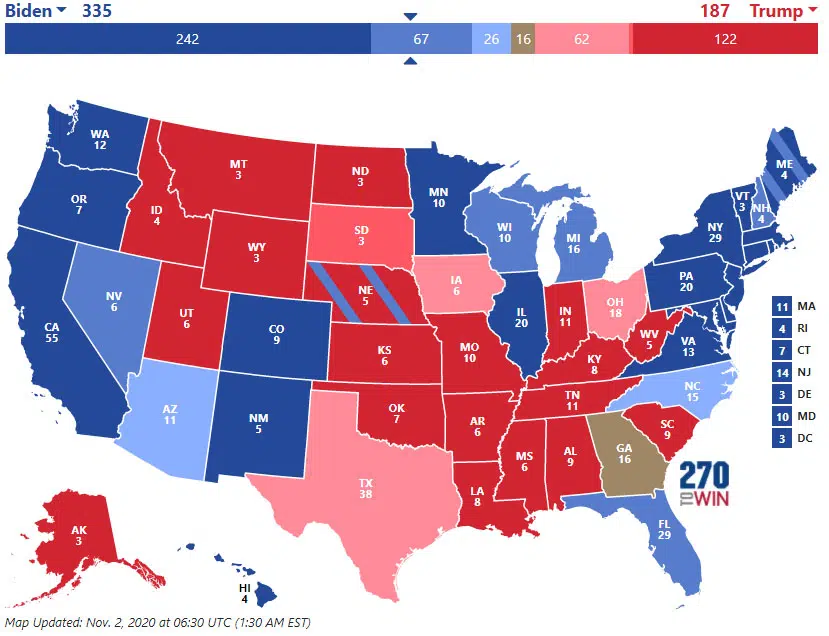 Biden 335
187 Trump
242 67 26 16 62 122
WA
12
OR
7
CA
55
NV
6
ID
4
MT
3
WY
3
UT
6
AZ
11
CO
9
NM
5
ND
3
SD
3
NE
5
KS
6
OK
7
TX
38
MN
10
IA
6
MO
10
AR
6
LA
8
WI
10
IL
20
MI
16
IN
11
OH
18
KY
8
TN
11
MS
6
AL
9
GA
16
FL
29
SC
9
NC
15
VA
13
WV
5
PA
20
NY
29
VT
3
NH
4
ME
4
11 MA
4 RI
7 CT
14 NJ
3 DE
10 MD
3 DC
AK
3
HI
4
270
TO WIN
Map Updated: Nov. 2, 2020 at 06:30 UTC (1:30 AM EST)